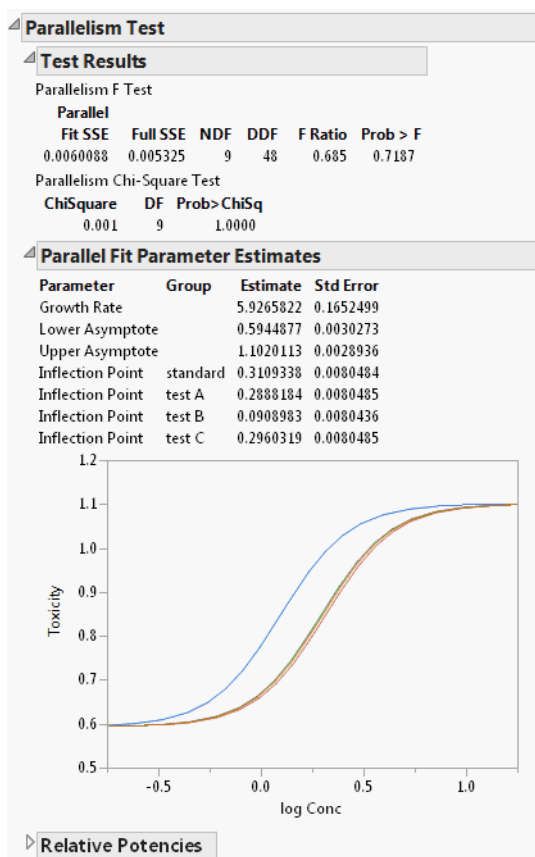 Parallelism Test
Test Results
Parallelism F Test
Parallel
Fit SSE Full SSE NDF DDF F Ratio Prob > F
0.0060088 0.005325 9 48 0.685 0.7187
Parallelism Chi-Square Test
ChiSquare DF Prob>ChiSq
0.001 9 1.0000
Parallel Fit Parameter Estimates
Parameter Group Estimate Std Error
Growth Rate 5.9265822 0.1652499
Lower Asymptote 0.5944877 0.0030273
Upper Asymptote 1.1020113 0.0028936
Inflection Point standard 0.3109338 0.0080484
Inflection Point test A 0.2888184 0.0080485
Inflection Point test B 0.0908983 0.0080436
Inflection Point test C 0.2960319 0.0080485
1.2
1.1
1.0
0.9
0.8
0.7
0.6
0.5
Toxicity
-0.5 0.0 0.5 1.0
log Conc
Relative Potencies